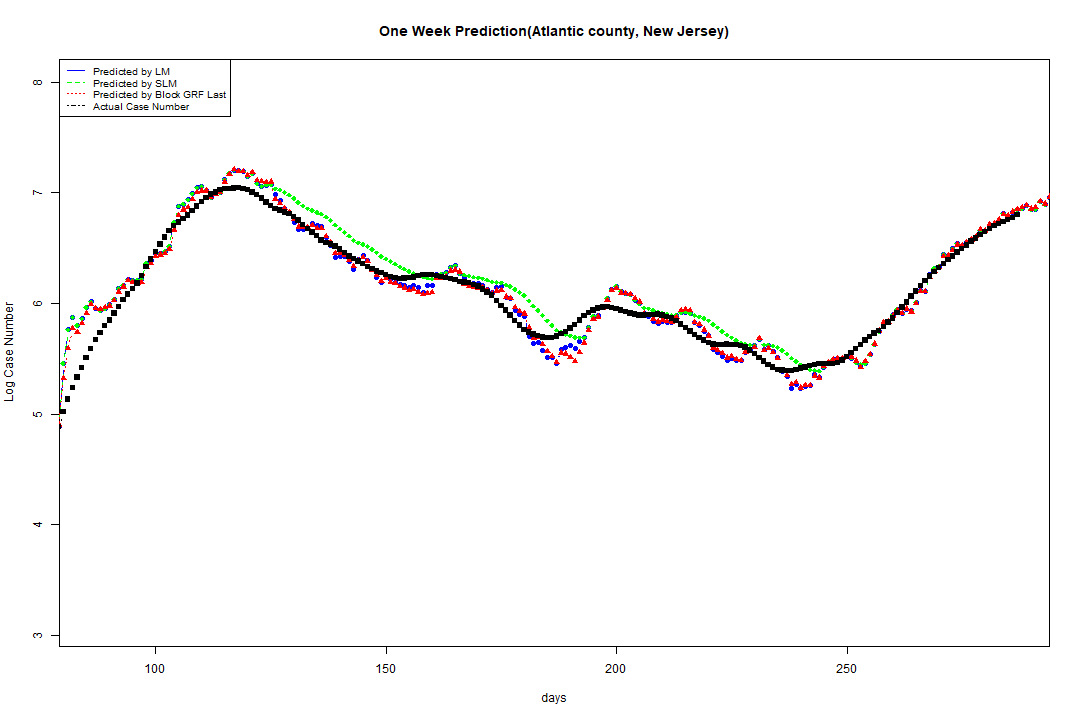 One Week Prediction(Atlantic county, New Jersey)
Predicted by LM
Predicted by SLM
Predicted by Block GRF Last
Actual Case Number
8
7
6
5
4
3
Log Case Number
100 150 200 250
days